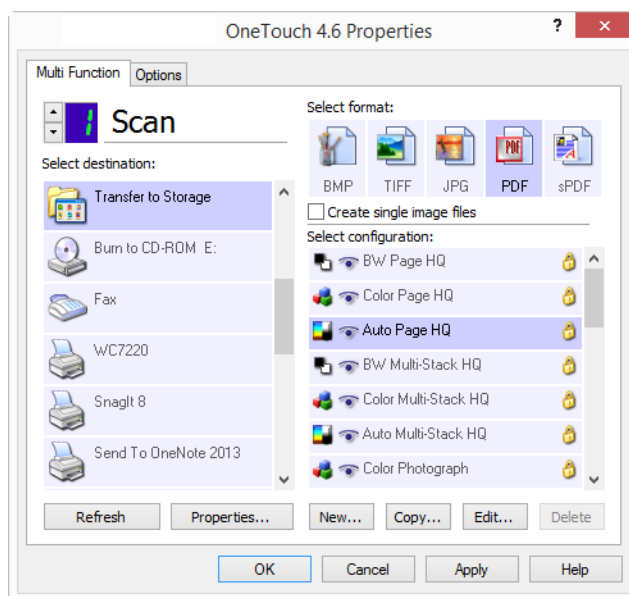 OneTouch 4.6 Properties
?
Multi Function
Options
1 Scan
Select destination:
Transfer to Storage
Burn to CD-ROM E:
Fax
WC7220
SnagIt 8
Send To OneNote 2013
Refresh
Properties...
Select format:
BMP
TIFF
JPG
PDF
PDF
sPDF
A
Create single image files
Select configuration:
BW Page HQ
Color Page HQ
Auto Page HQ
BW Multi-Stack HQ
Color Multi-Stack HQ
Auto Multi-Stack HQ
Color Photograph
New...
Copy...
Edit...
Delete
OK
Cancel
Apply
Help